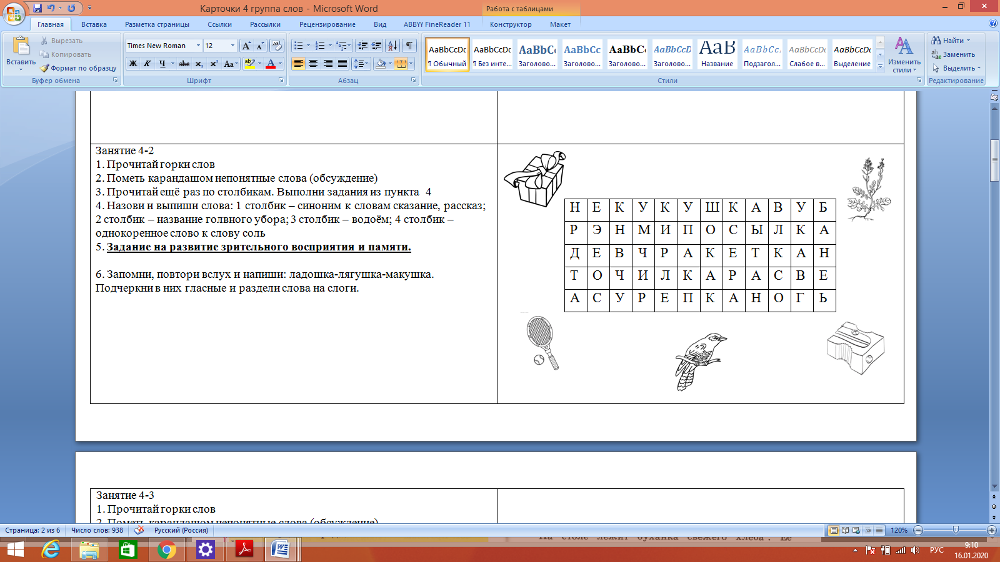 Карточки 4 группа слов - Microsoft Word
Работа с таблицами
Главная Вставка Разметка страницы Ссылки Рассылки Рецензирование Вид ABBYY FineReader 11 Конструктор Макет
Вставить
Вырезать
Копировать
Формат по образцу
Буфер обмена
Times New Roman 12
Ж К Ч abc x₂ x² Aa
Шрифт
Абзац
AaBbCcDc AaBbCcDc AaBbCc AaBbCc AaBbC AaBbCcD AaB AaBbCc. AaBbCcDc AaBbCcDc
¶ Обычный ¶ Без инте... Заголово... Заголово... Заголово... Заголово... Название Подзагол... Слабое в... Выделение
Стили
Изменить стили
Найти
Заменить
Выделить
Редактирование
Занятие 4-2
1. Прочитай горки слов
2. Пометь карандашом непонятные слова (обсуждение)
3. Прочитай ещё раз по столбикам. Выполни задания из пункта 4
4. Назови и выпиши слова: 1 столбик – синоним к словам сказание, рассказ;
2 столбик – название голвного убора; 3 столбик – водоём; 4 столбик –
однокоренное слово к слову соль
5. Задание на развитие зрительного восприятия и памяти.
6. Запомни, повтори вслух и напиши: ладошка-лягушка-макушка.
Подчеркни в них гласные и раздели слова на слоги.
Н Е К У К У Ш К А В У Б
Р Э Н М И П О С Ы Л К А
Д Е В Ч Р А К Е Т К А Н
Т О Ч И Л К А Р А С В Е
А С У Р Е П К А Н О Г Ь
Занятие 4-3
1. Прочитай горки слов
2. Пометь карандашом непонятные слова (обсуждение)
Страница: 2 из 6 Число слов: 938 Русский (Россия) 120%
На столе лежит буханка свежего хлеба. Её
РУС
9:10
16.01.2020